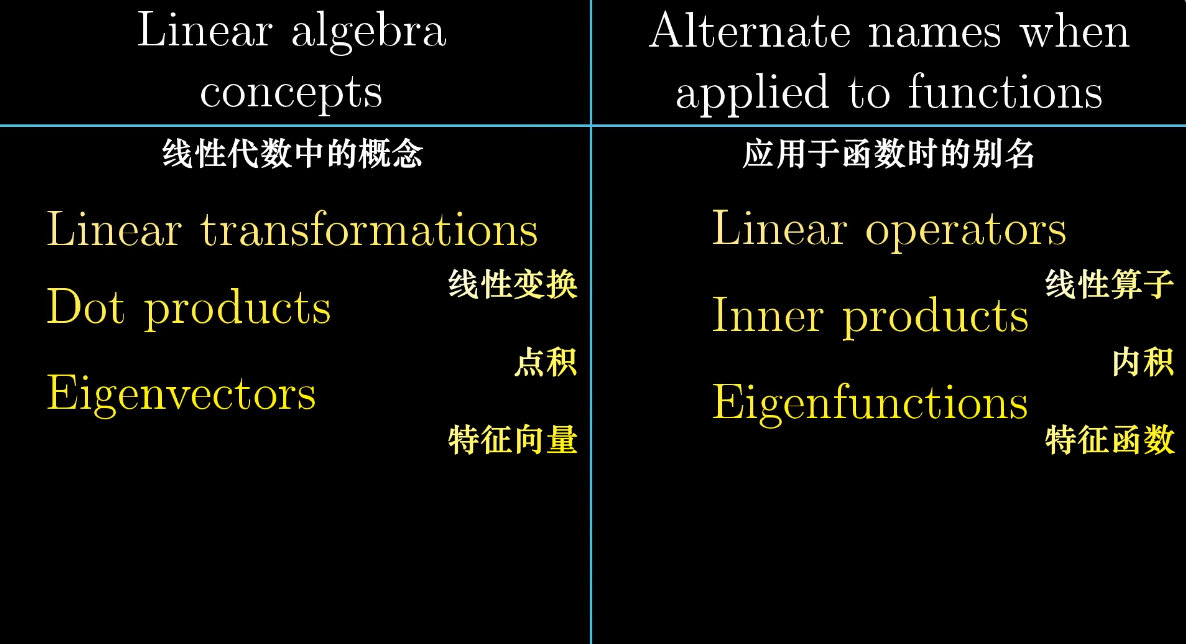 Linear algebra
concepts
线性代数中的概念
Linear transformations
线性变换
Dot products
点积
Eigenvectors
特征向量
Alternate names when
applied to functions
应用于函数时的别名
Linear operators
线性算子
Inner products
内积
Eigenfunctions
特征函数